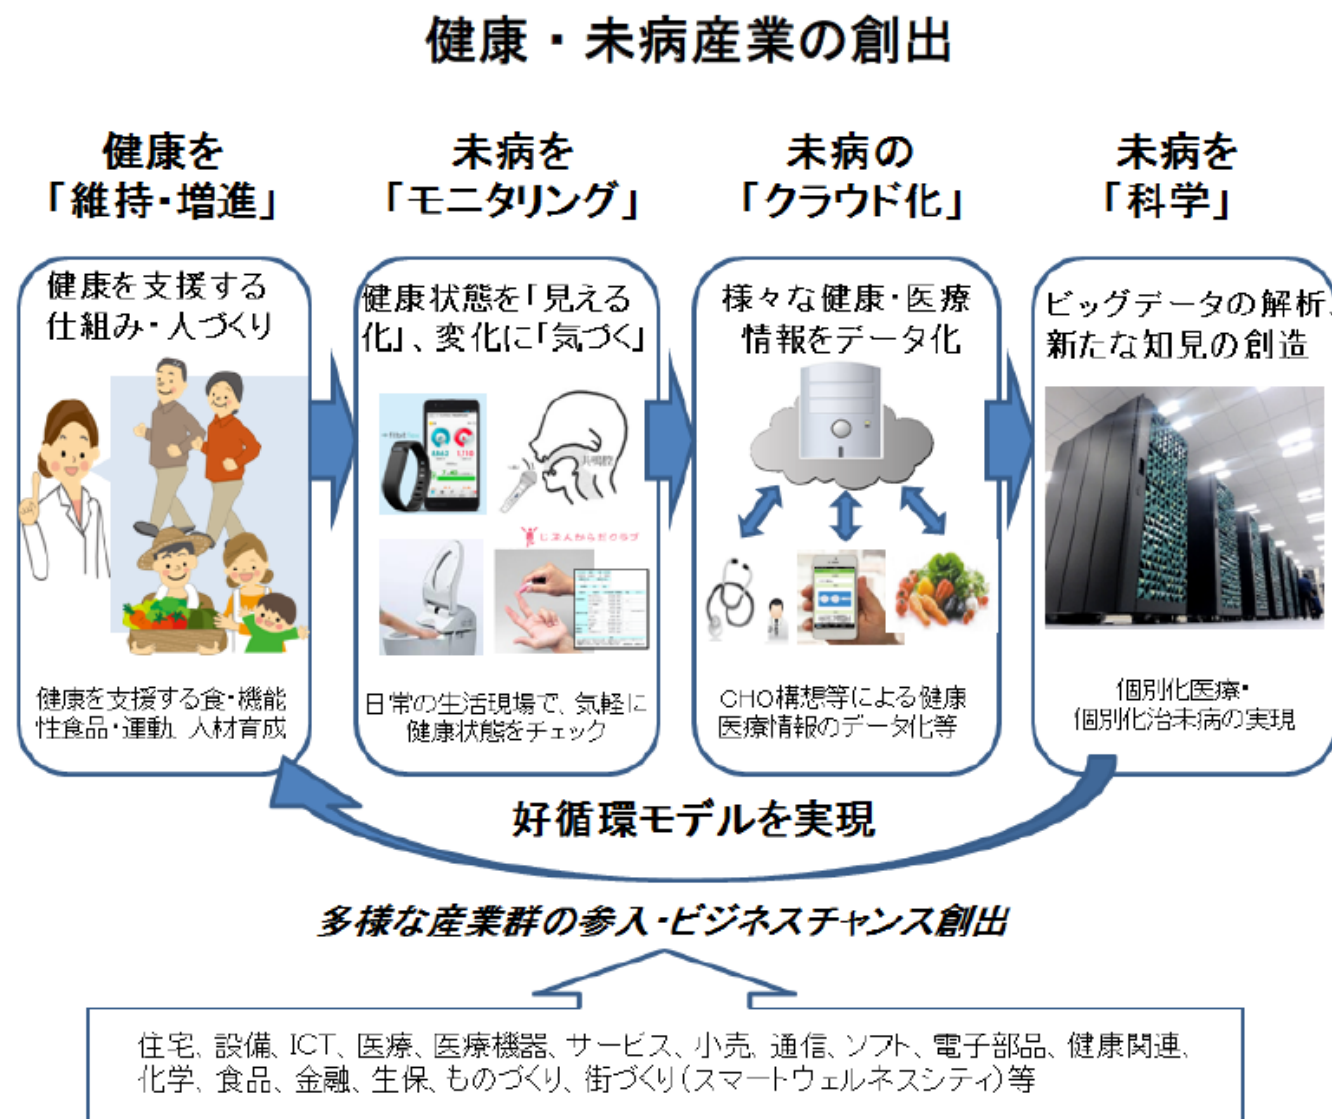 健康・未病産業の創出
健康を
「維持・増進」
未病を
「モニタリング」
未病の
「クラウド化」
未病を
「科学」
健康を支援する
仕組み・人づくり
健康を支援する食・機能
性食品・運動、人材育成
健康状態を「見える
化」、変化に「気づく」
共鳴腔
じぶんからだクラブ
日常の生活現場で、気軽に
健康状態をチェック
様々な健康・医療
情報をデータ化
CHO構想等による健康
医療情報のデータ化等
ビッグデータの解析、
新たな知見の創造
個別化医療・
個別化治未病の実現
好循環モデルを実現
多様な産業群の参入・ビジネスチャンス創出
住宅、設備、ICT、医療、医療機器、サービス、小売、通信、ソフト、電子部品、健康関連、
化学、食品、金融、生保、ものづくり、街づくり（スマートウェルネスシティ）等